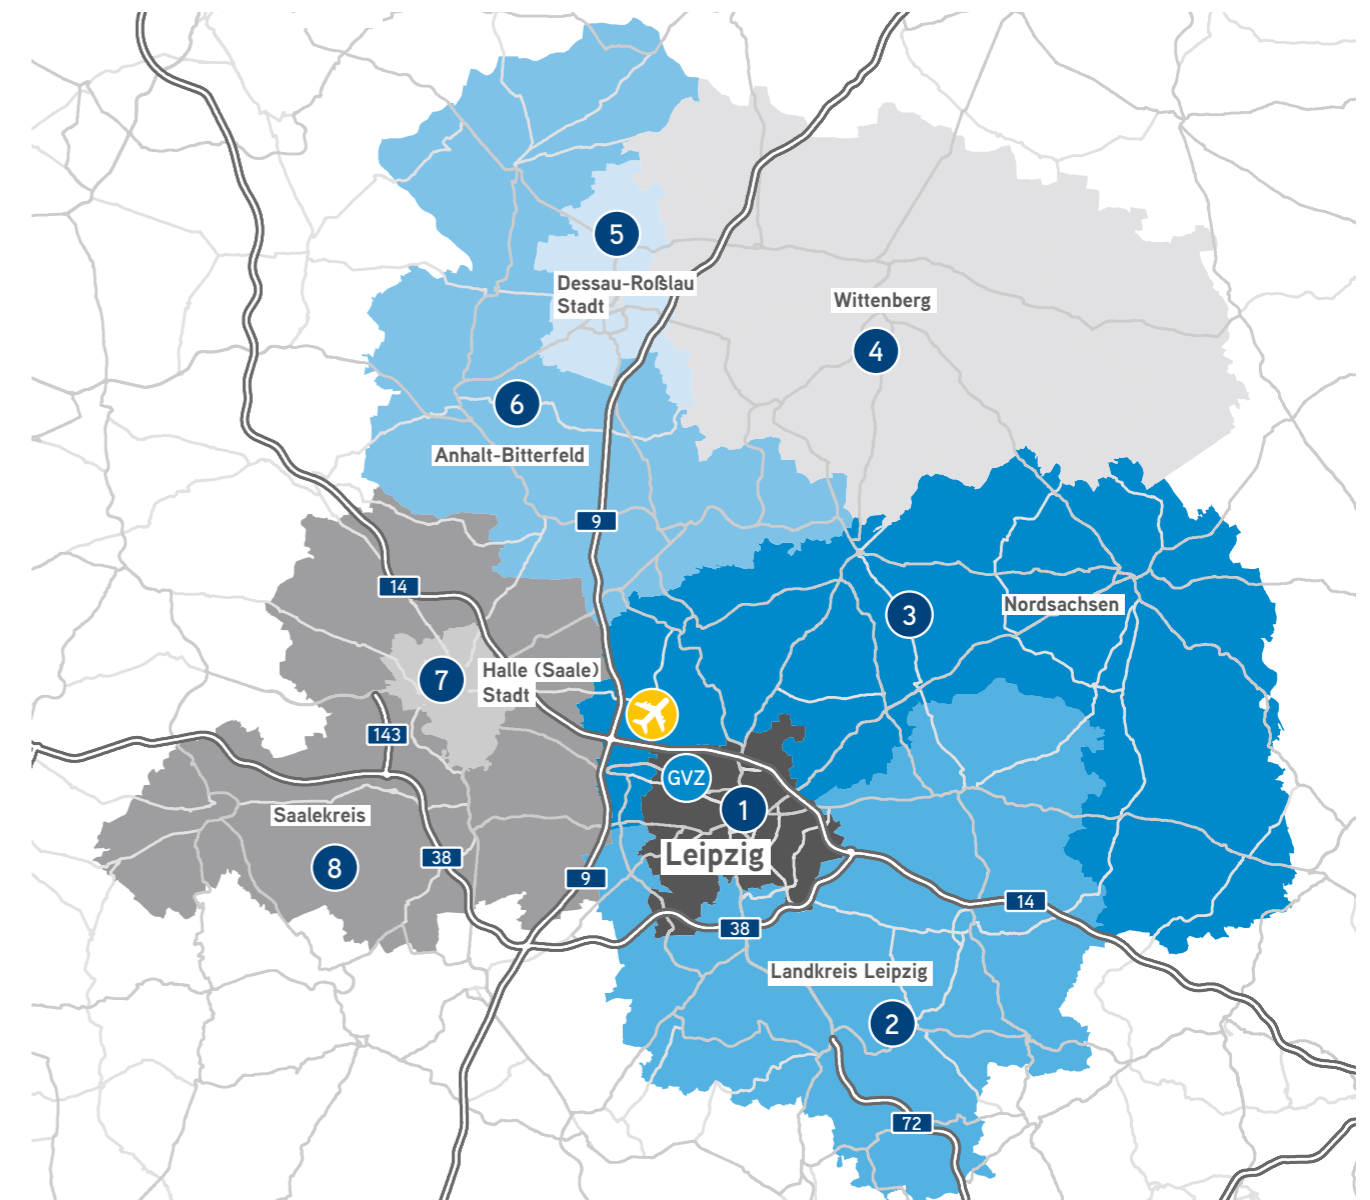 5
Dessau-Roßlau
Stadt
Wittenberg
4
6
Anhalt-Bitterfeld
9
14
3
Nordsachsen
7
Halle (Saale)
Stadt
143
GVZ
1
Leipzig
Saalekreis
8
38
9
14
38
Landkreis Leipzig
2
72